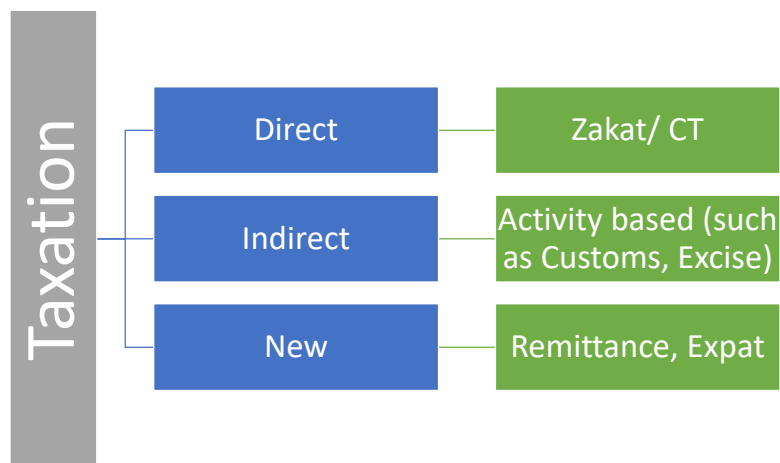 Taxation
Direct
Zakat/ CT
Indirect
Activity based (such
as Customs, Excise)
New
Remittance, Expat